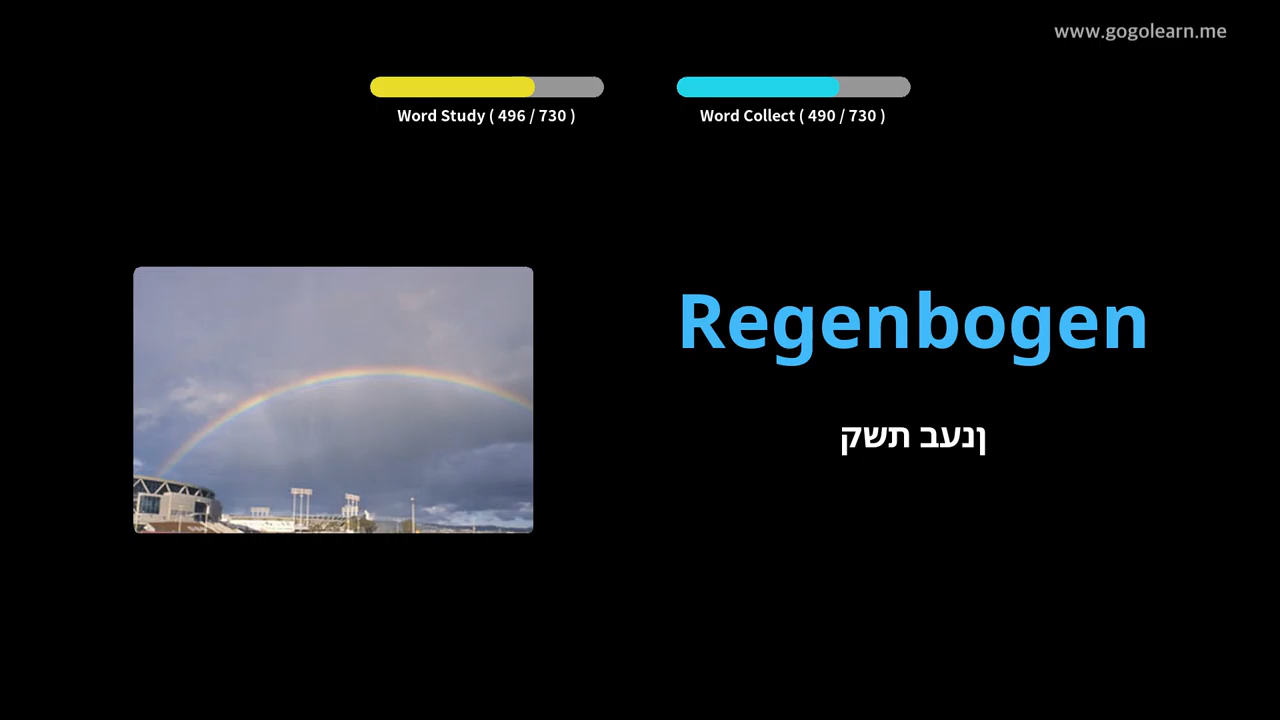 www.gogolearn.me
Word Study ( 496 / 730 )
Word Collect ( 490 / 730 )
Regenbogen
קשת בענן